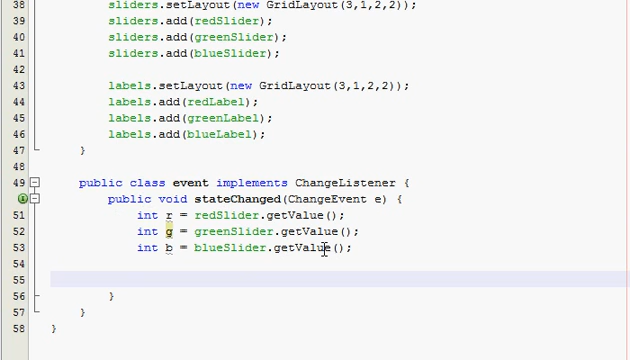 38 sliders.setLayout(new GridLayout(3,1,2,2));
39 sliders.add(redSlider);
40 sliders.add(greenSlider);
41 sliders.add(blueSlider);
42
43 labels.setLayout(new GridLayout(3,1,2,2));
44 labels.add(redLabel);
45 labels.add(greenLabel);
46 labels.add(blueLabel);
47 }
48
49 public class event implements ChangeListener {
public void stateChanged(ChangeEvent e) {
51 int r = redSlider.getValue();
52 int g = greenSlider.getValue();
53 int b = blueSlider.getValue();
54
55
56 }
57 }
58 }